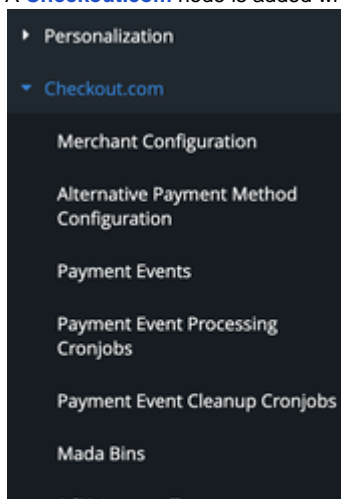 Personalization
Checkout.com
Merchant Configuration
Alternative Payment Method
Configuration
Payment Events
Payment Event Processing
Cronjobs
Payment Event Cleanup Cronjobs
Mada Bins